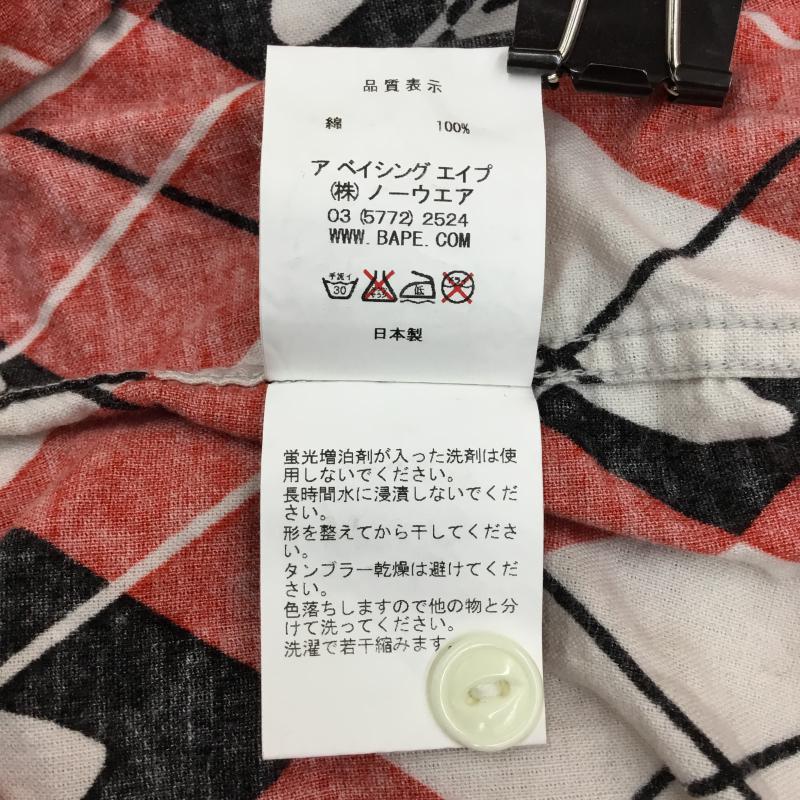 品質表示
綿 100%
ア ベイシング エイプ
(株) ノーウエア
03 (5772) 2524
WWW.BAPE.COM
手洗イ
30
低
日本製
蛍光増泊剤が入った洗剤は使
用しないでください。
長時間水に浸漬しないでくだ
さい。
形を整えてから干してくださ
い。
タンブラー乾燥は避けてくだ
さい。
色落ちしますので他の物と分
けて洗ってください。
洗濯で若干縮みます。